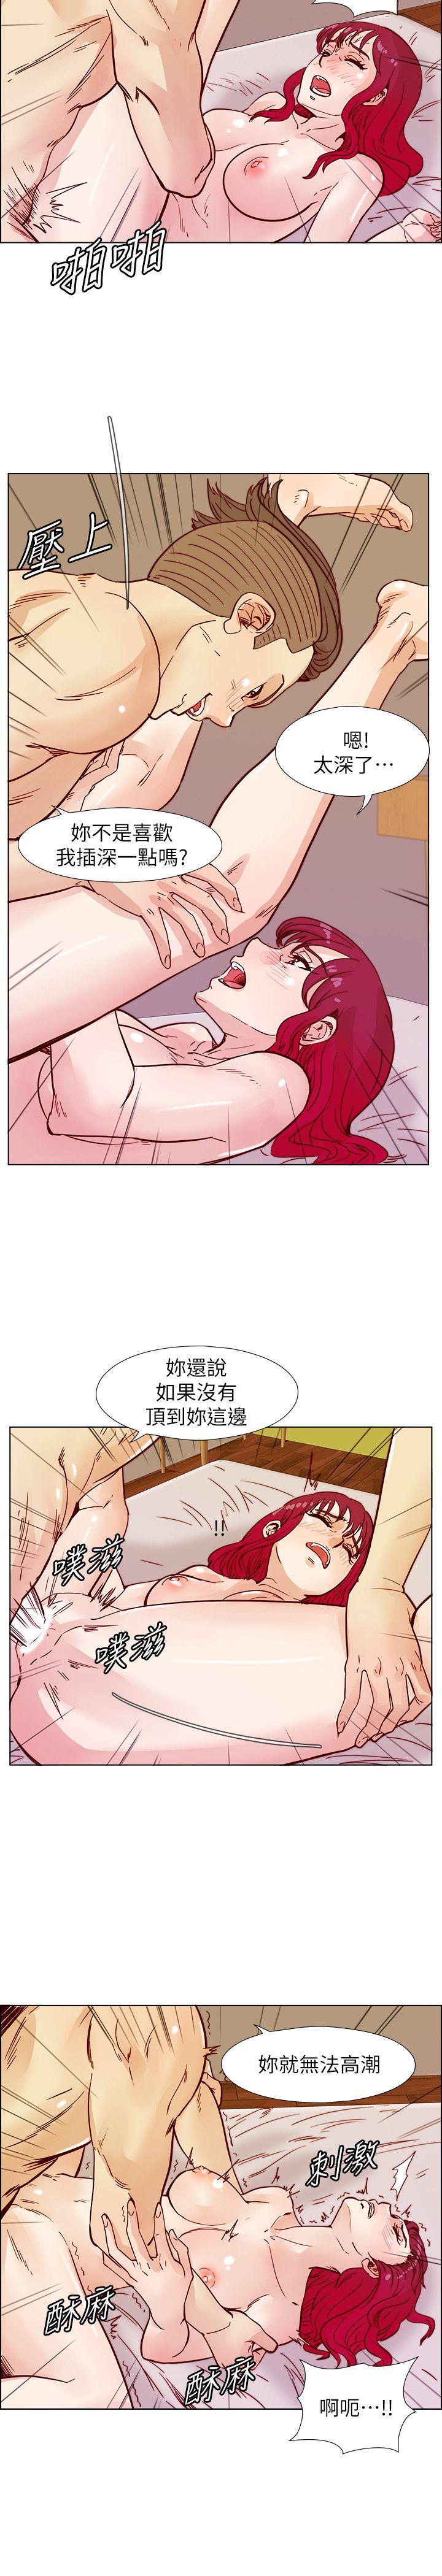 啪啪
壓上
嗯!
太深了⋯
妳不是喜歡
我插深一點嗎?
妳還說
如果沒有
頂到妳這邊
!!
噗滋
噗滋
妳就無法高潮
刺激
酥麻
酥麻
啊呃⋯!!